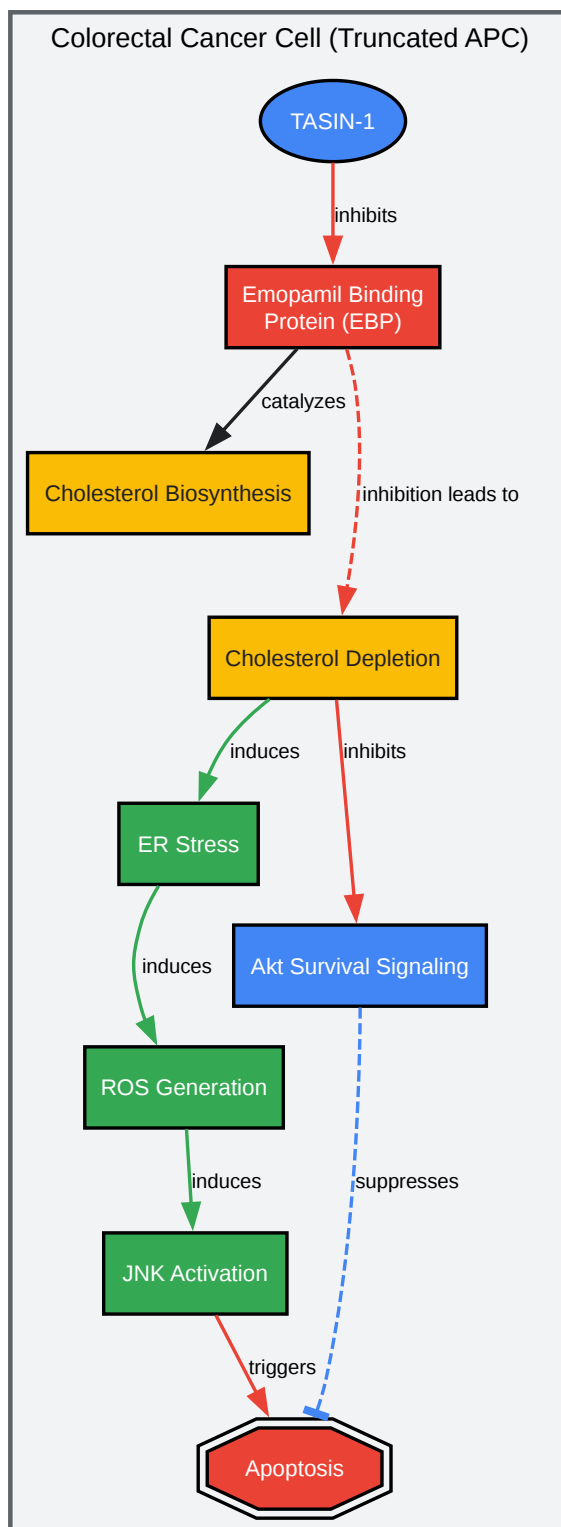 Colorectal Cancer Cell (Truncated APC)
TASIN-1
inhibits
Emopamil Binding
Protein (EBP)
catalyzes
Cholesterol Biosynthesis
inhibition leads to
Cholesterol Depletion
induces
inhibits
ER Stress
Akt Survival Signaling
induces
ROS Generation
induces
suppresses
JNK Activation
triggers
Apoptosis